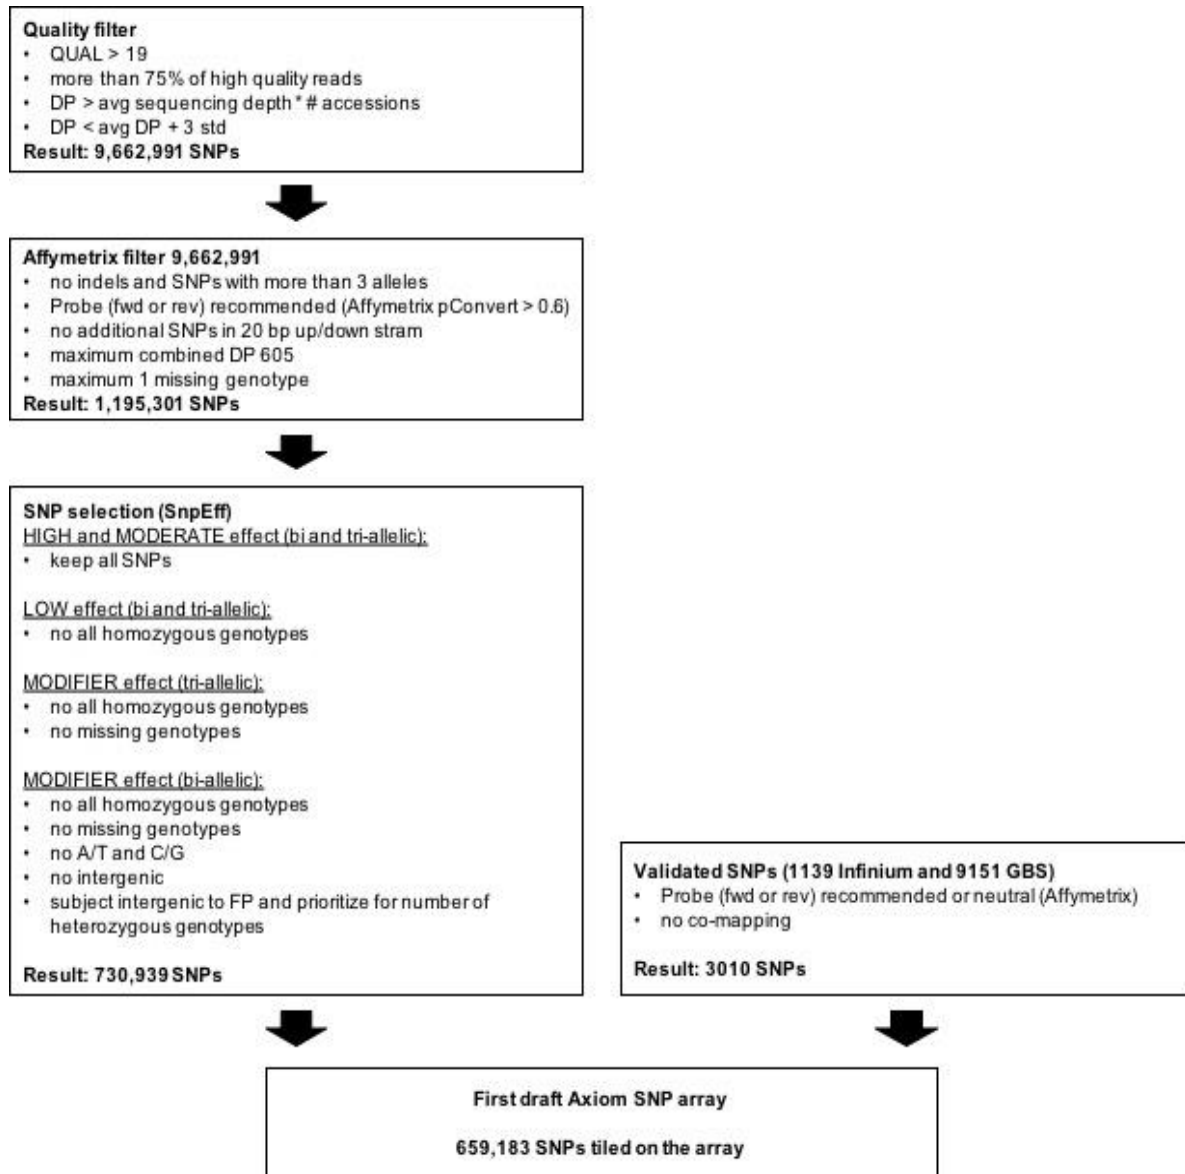 Quality filter
• QUAL > 19
• more than 75% of high quality reads
• DP > avg sequencing depth * # accessions
• DP < avg DP + 3 std
Result: 9,662,991 SNPs
Affymetrix filter 9,662,991
• no indels and SNPs with more than 3 alleles
• Probe (fwd or rev) recommended (Affymetrix pConvert > 0.6)
• no additional SNPs in 20 bp up/down stram
• maximum combined DP 605
• maximum 1 missing genotype
Result: 1,195,301 SNPs
SNP selection (SnpEff)
HIGH and MODERATE effect (bi and tri-allelic):
• keep all SNPs
LOW effect (bi and tri-allelic):
• no all homozygous genotypes
MODIFIER effect (tri-allelic):
• no all homozygous genotypes
• no missing genotypes
MODIFIER effect (bi-allelic):
• no all homozygous genotypes
• no missing genotypes
• no A/T and C/G
• no intergenic
• subject intergenic to FP and prioritize for number of
heterozygous genotypes
Result: 730,939 SNPs
Validated SNPs (1139 Infinium and 9151 GBS)
• Probe (fwd or rev) recommended or neutral (Affymetrix)
• no co-mapping
Result: 3010 SNPs
First draft Axiom SNP array
659,183 SNPs tiled on the array